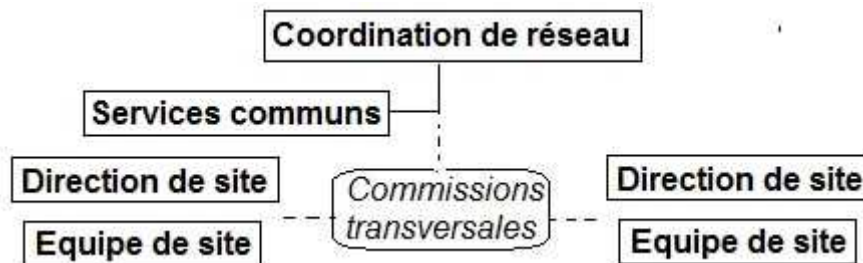 Coordination de réseau
Services communs
Direction de site
Commissions
transversales
Direction de site
Equipe de site
Equipe de site